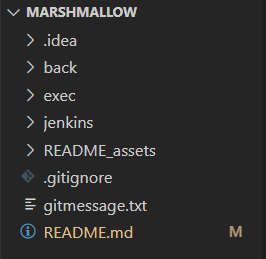 MARSHMALLOW
.idea
back
exec
jenkins
README_assets
.gitignore
gitmessage.txt
README.md M